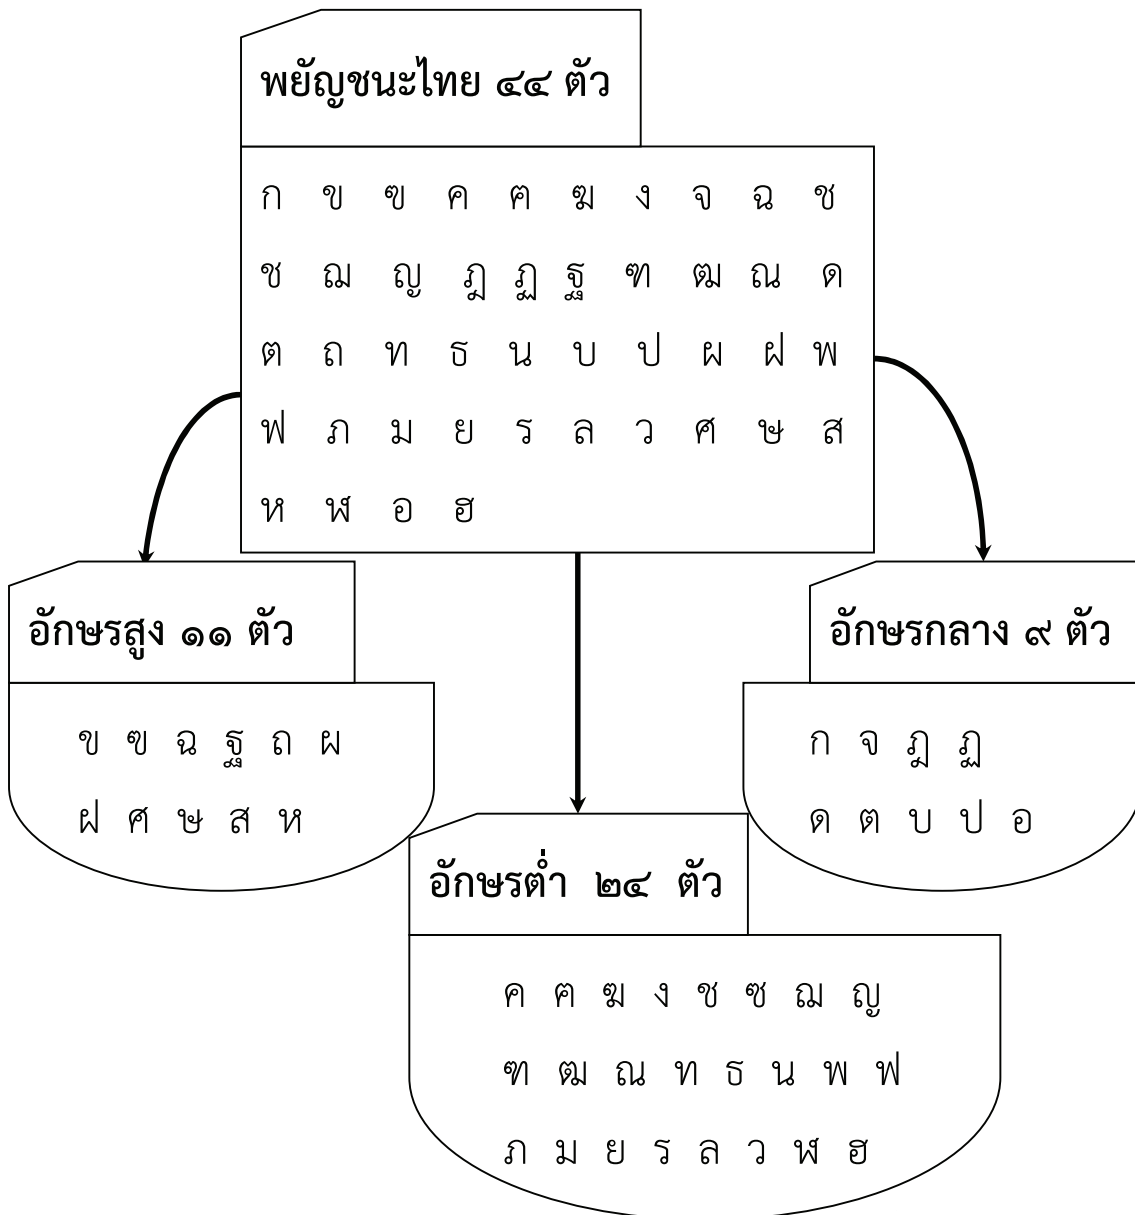 พยัญชนะไทย ๔๔ ตัว
ก ข ฃ ค ฅ ฆ ง จ ฉ ช
ช ฌ ญ ฎ ฏ ฐ ฑ ฒ ณ ด
ต ถ ท ธ น บ ป ผ ฝ พ
ฟ ภ ม ย ร ล ว ศ ษ ส
ห ฬ อ ฮ
อักษรสูง ๑๑ ตัว
ข ฃ ฉ ฐ ถ ผ
ฝ ศ ษ ส ห
อักษรกลาง ๙ ตัว
ก จ ฎ ฏ
ด ต บ ป อ
อักษรต่ำ ๒๔ ตัว
ค ฅ ฆ ง ช ซ ฌ ญ
ฑ ฒ ณ ท ธ น พ ฟ
ภ ม ย ร ล ว ฬ ฮ